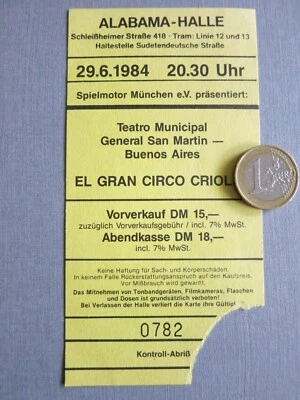 ALABAMA-HALLE
Schleißheimer Straße 418 · Tram: Linie 12 und 13
Haltestelle Sudetendeutsche Straße
29.6.1984 20.30 Uhr
Spielmotor München e.V. präsentiert:
Teatro Municipal
General San Martin —
Buenos Aires
EL GRAN CIRCO CRIOL
1
Vorverkauf DM 15,—
zuzüglich Vorverkaufsgebühr / incl. 7% MwSt.
Abendkasse DM 18,—
incl. 7% MwSt.
Keine Haftung für Sach- und Körperschäden.
In keinem Falle Rückerstattungsanspruch auf den Kaufpreis.
Vor Mißbrauch wird gewarnt.
Das Mitnehmen von Tonbandgeräten, Filmkameras, Flaschen
und Dosen ist grundsätzlich verboten!
Bei Verlassen der Halle verliert die Karte ihre Gültig
0782
Kontroll-Abriß